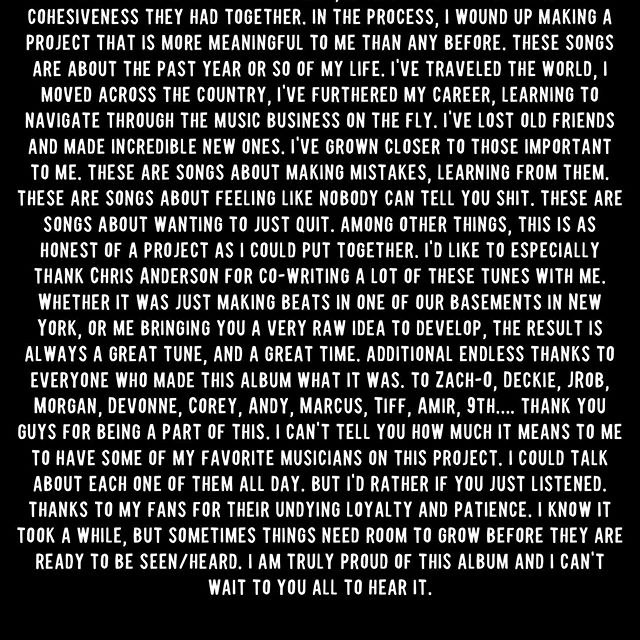 COHESIVENESS THEY HAD TOGETHER. IN THE PROCESS, I WOUND UP MAKING A
PROJECT THAT IS MORE MEANINGFUL TO ME THAN ANY BEFORE. THESE SONGS
ARE ABOUT THE PAST YEAR OR SO OF MY LIFE. I'VE TRAVELED THE WORLD, I
MOVED ACROSS THE COUNTRY, I'VE FURTHERED MY CAREER, LEARNING TO
NAVIGATE THROUGH THE MUSIC BUSINESS ON THE FLY. I'VE LOST OLD FRIENDS
AND MADE INCREDIBLE NEW ONES. I'VE GROWN CLOSER TO THOSE IMPORTANT
TO ME. THESE ARE SONGS ABOUT MAKING MISTAKES, LEARNING FROM THEM.
THESE ARE SONGS ABOUT FEELING LIKE NOBODY CAN TELL YOU SHIT. THESE ARE
SONGS ABOUT WANTING TO JUST QUIT. AMONG OTHER THINGS, THIS IS AS
HONEST OF A PROJECT AS I COULD PUT TOGETHER. I'D LIKE TO ESPECIALLY
THANK CHRIS ANDERSON FOR CO-WRITING A LOT OF THESE TUNES WITH ME.
WHETHER IT WAS JUST MAKING BEATS IN ONE OF OUR BASEMENTS IN NEW
YORK, OR ME BRINGING YOU A VERY RAW IDEA TO DEVELOP, THE RESULT IS
ALWAYS A GREAT TUNE, AND A GREAT TIME. ADDITIONAL ENDLESS THANKS TO
EVERYONE WHO MADE THIS ALBUM WHAT IT WAS. TO ZACH-O, DECKIE, JROB,
MORGAN, DEVONNE, COREY, ANDY, MARCUS, TIFF, AMIR, 9TH.... THANK YOU
GUYS FOR BEING A PART OF THIS. I CAN'T TELL YOU HOW MUCH IT MEANS TO ME
TO HAVE SOME OF MY FAVORITE MUSICIANS ON THIS PROJECT. I COULD TALK
ABOUT EACH ONE OF THEM ALL DAY. BUT I'D RATHER IF YOU JUST LISTENED.
THANKS TO MY FANS FOR THEIR UNDYING LOYALTY AND PATIENCE. I KNOW IT
TOOK A WHILE, BUT SOMETIMES THINGS NEED ROOM TO GROW BEFORE THEY ARE
READY TO BE SEEN/HEARD. I AM TRULY PROUD OF THIS ALBUM AND I CAN'T
WAIT TO YOU ALL TO HEAR IT.